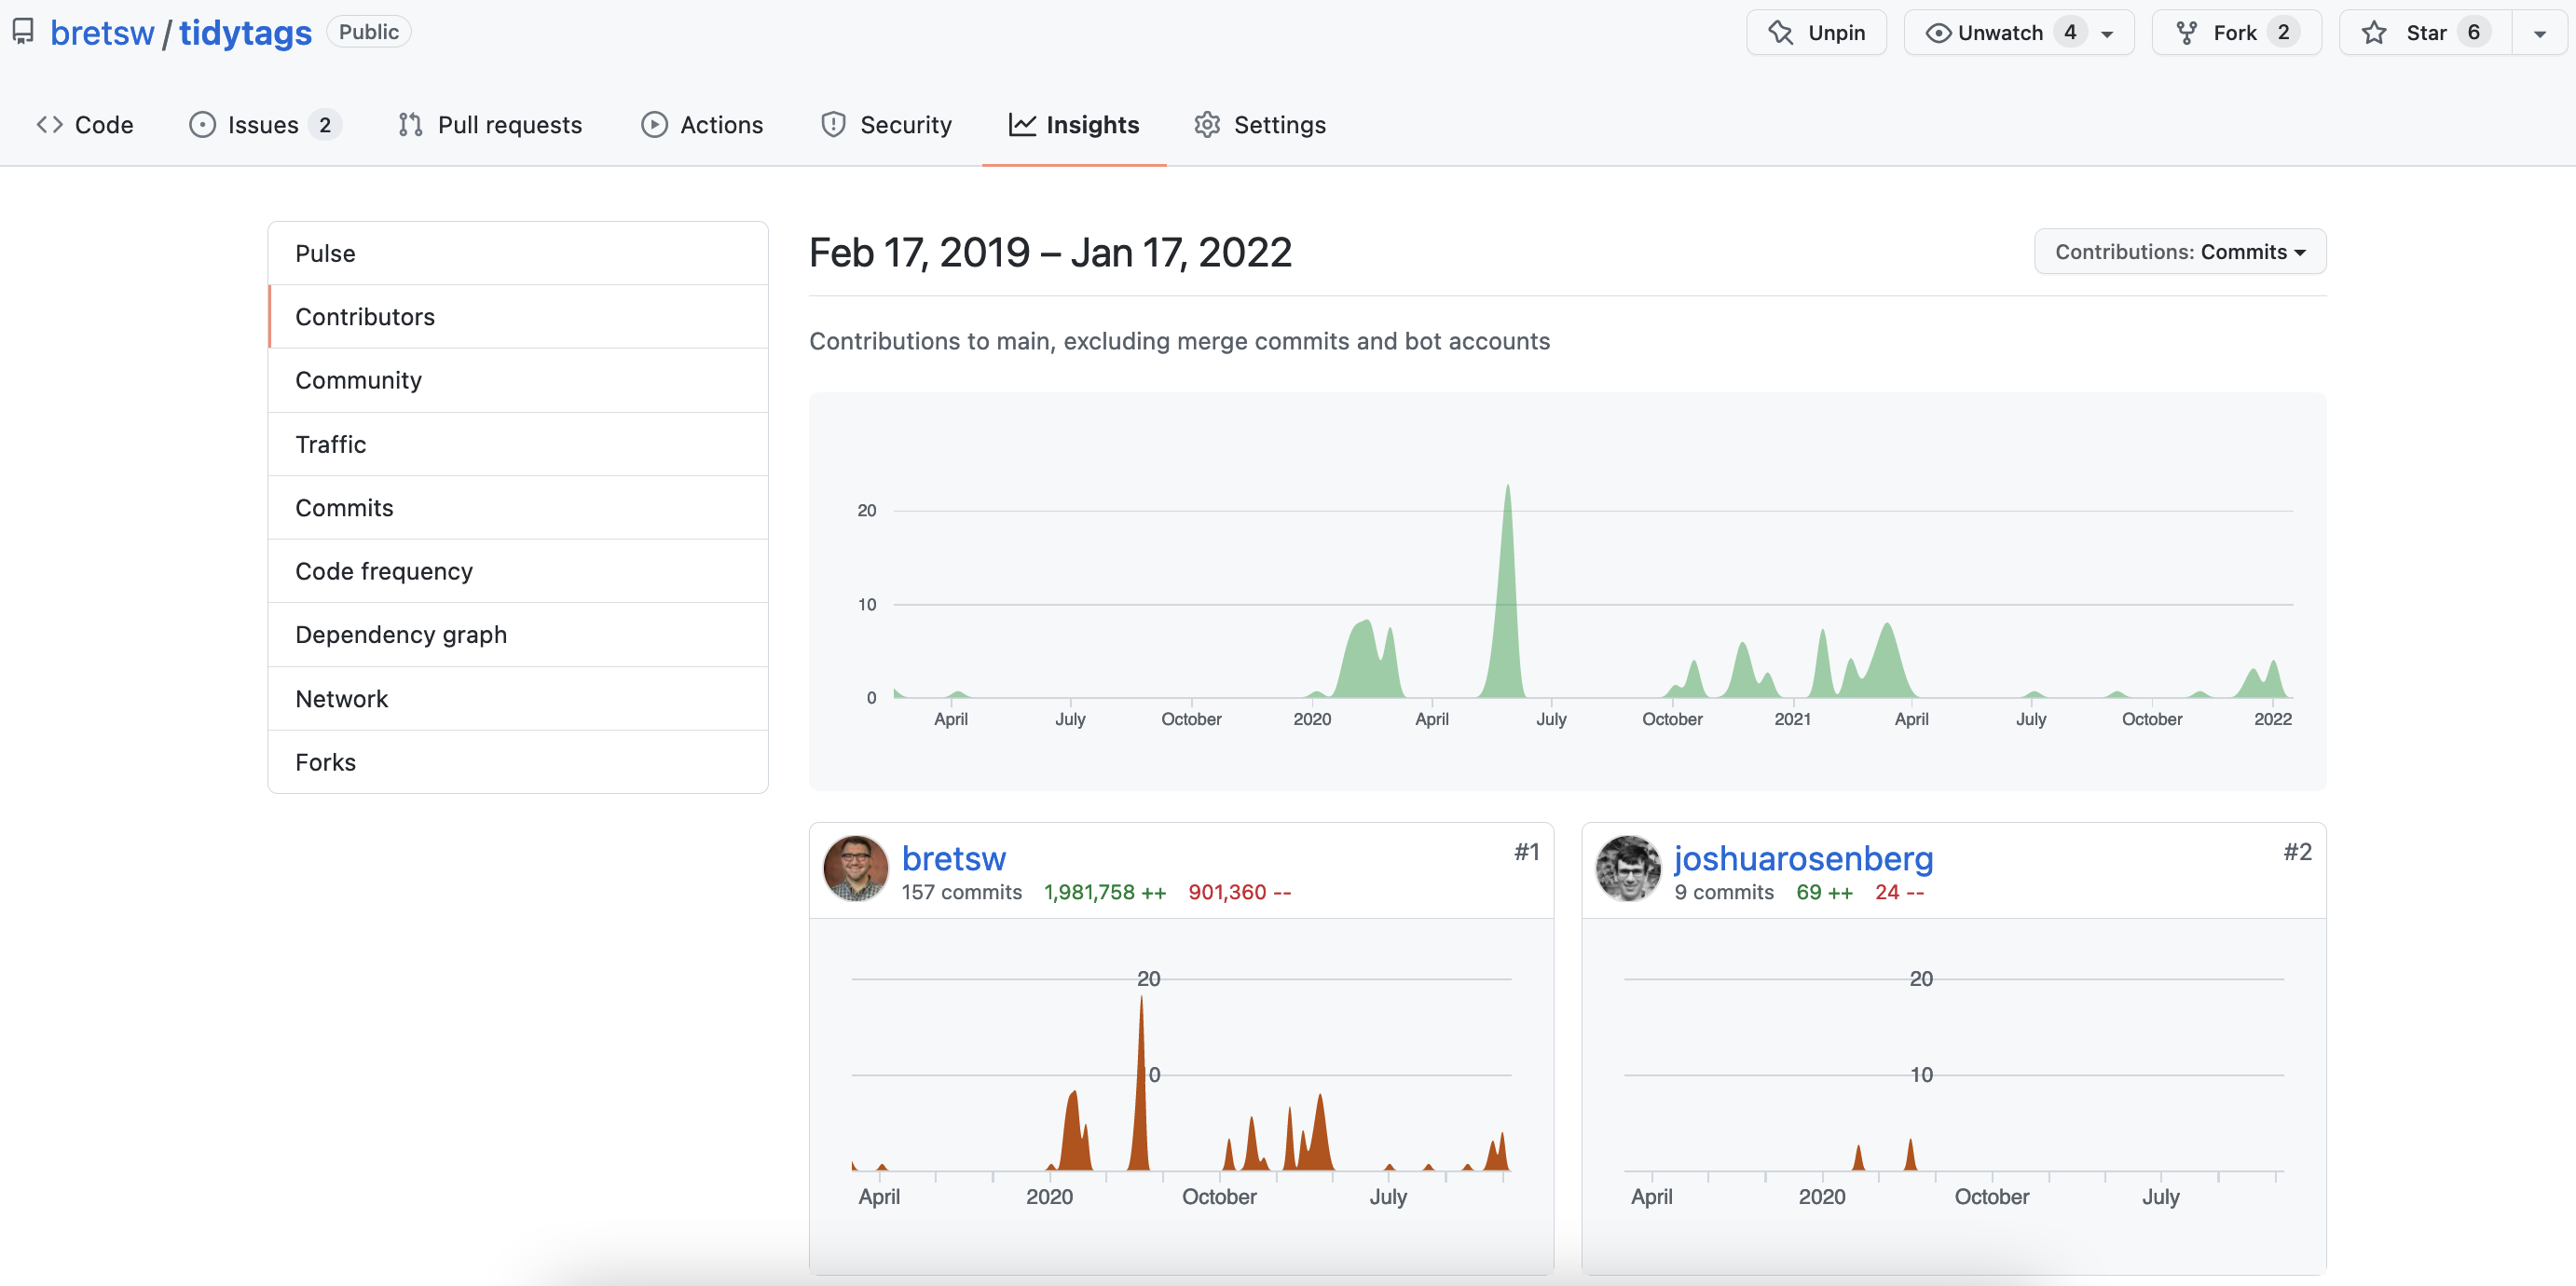 bretsw / tidytags Public
Unpin Unwatch 4 Fork 2 Star 6
Code Issues 2 Pull requests Actions Security Insights Settings
Pulse
Contributors
Community
Traffic
Commits
Code frequency
Dependency graph
Network
Forks
Feb 17, 2019 – Jan 17, 2022
Contributions: Commits
Contributions to main, excluding merge commits and bot accounts
20
10
0
April July October 2020 April July October 2021 April July October 2022
bretsw #1
157 commits 1,981,758 ++ 901,360 --
20
0
April 2020 October July
joshuarosenberg #2
9 commits 69 ++ 24 --
20
10
April 2020 October July